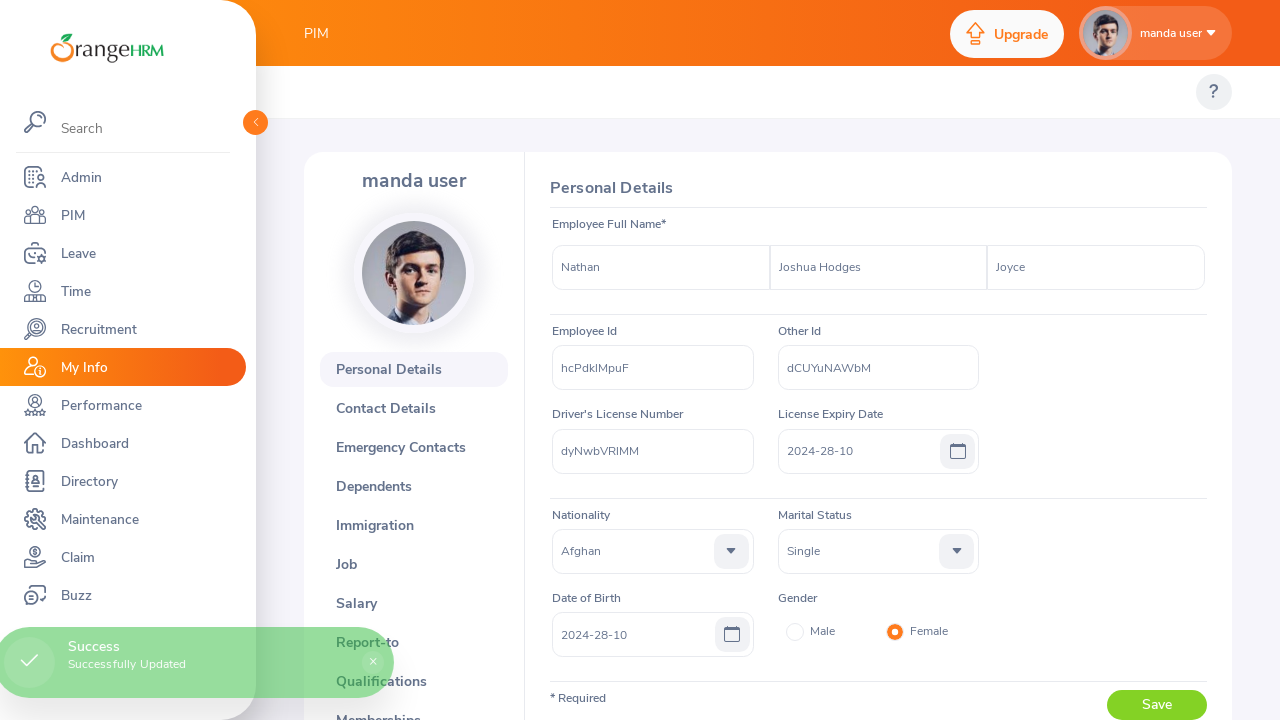 OrangeHRM
PIM
Upgrade
manda user
?
Search
Admin
PIM
Leave
Time
Recruitment
My Info
Performance
Dashboard
Directory
Maintenance
Claim
Buzz
Success
Successfully Updated
×
manda user
Personal Details
Contact Details
Emergency Contacts
Dependents
Immigration
Job
Salary
Report-to
Qualifications
Memberships
Personal Details
Employee Full Name*
Nathan Joshua Hodges Joyce
Employee Id Other Id
hcPdklMpuF dCUYuNAWbM
Driver's License Number License Expiry Date
dyNwbVRIMM 2024-28-10
Nationality Marital Status
Afghan Single
Date of Birth Gender
2024-28-10 Male Female
* Required Save